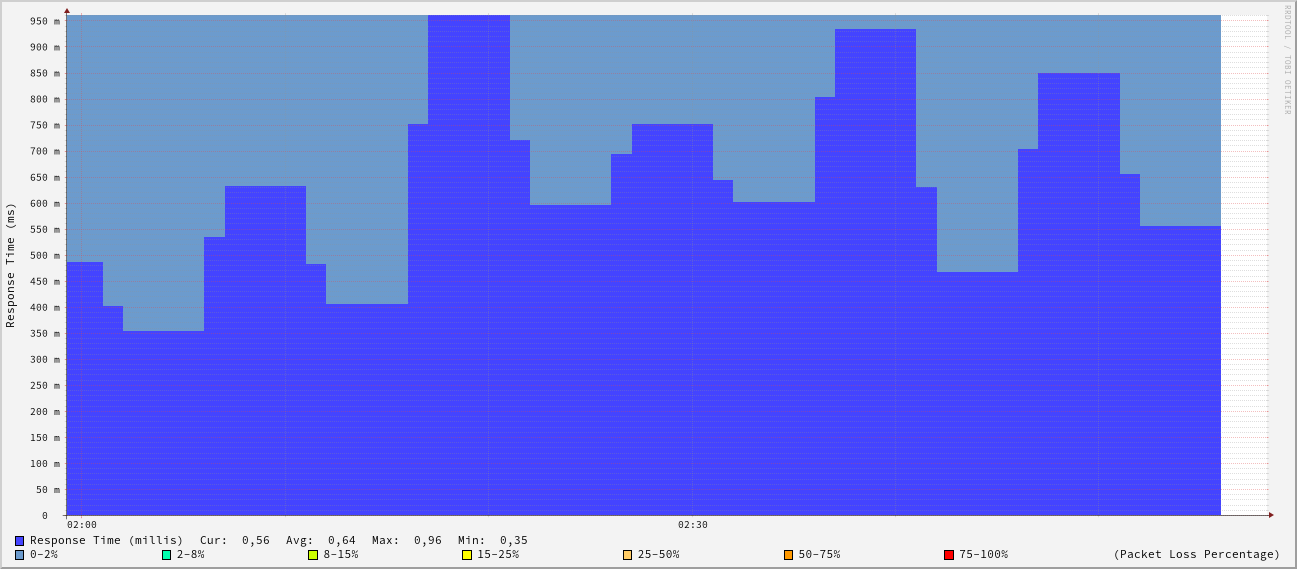 RRDTOOL / TOBI OETIKER
Response Time (ms)
950 m
900 m
850 m
800 m
750 m
700 m
650 m
600 m
550 m
500 m
450 m
400 m
350 m
300 m
250 m
200 m
150 m
100 m
50 m
0
02:00 02:30
Response Time (millis) Cur: 0,56 Avg: 0,64 Max: 0,96 Min: 0,35
0-2% 2-8% 8-15% 15-25% 25-50% 50-75% 75-100% (Packet Loss Percentage)